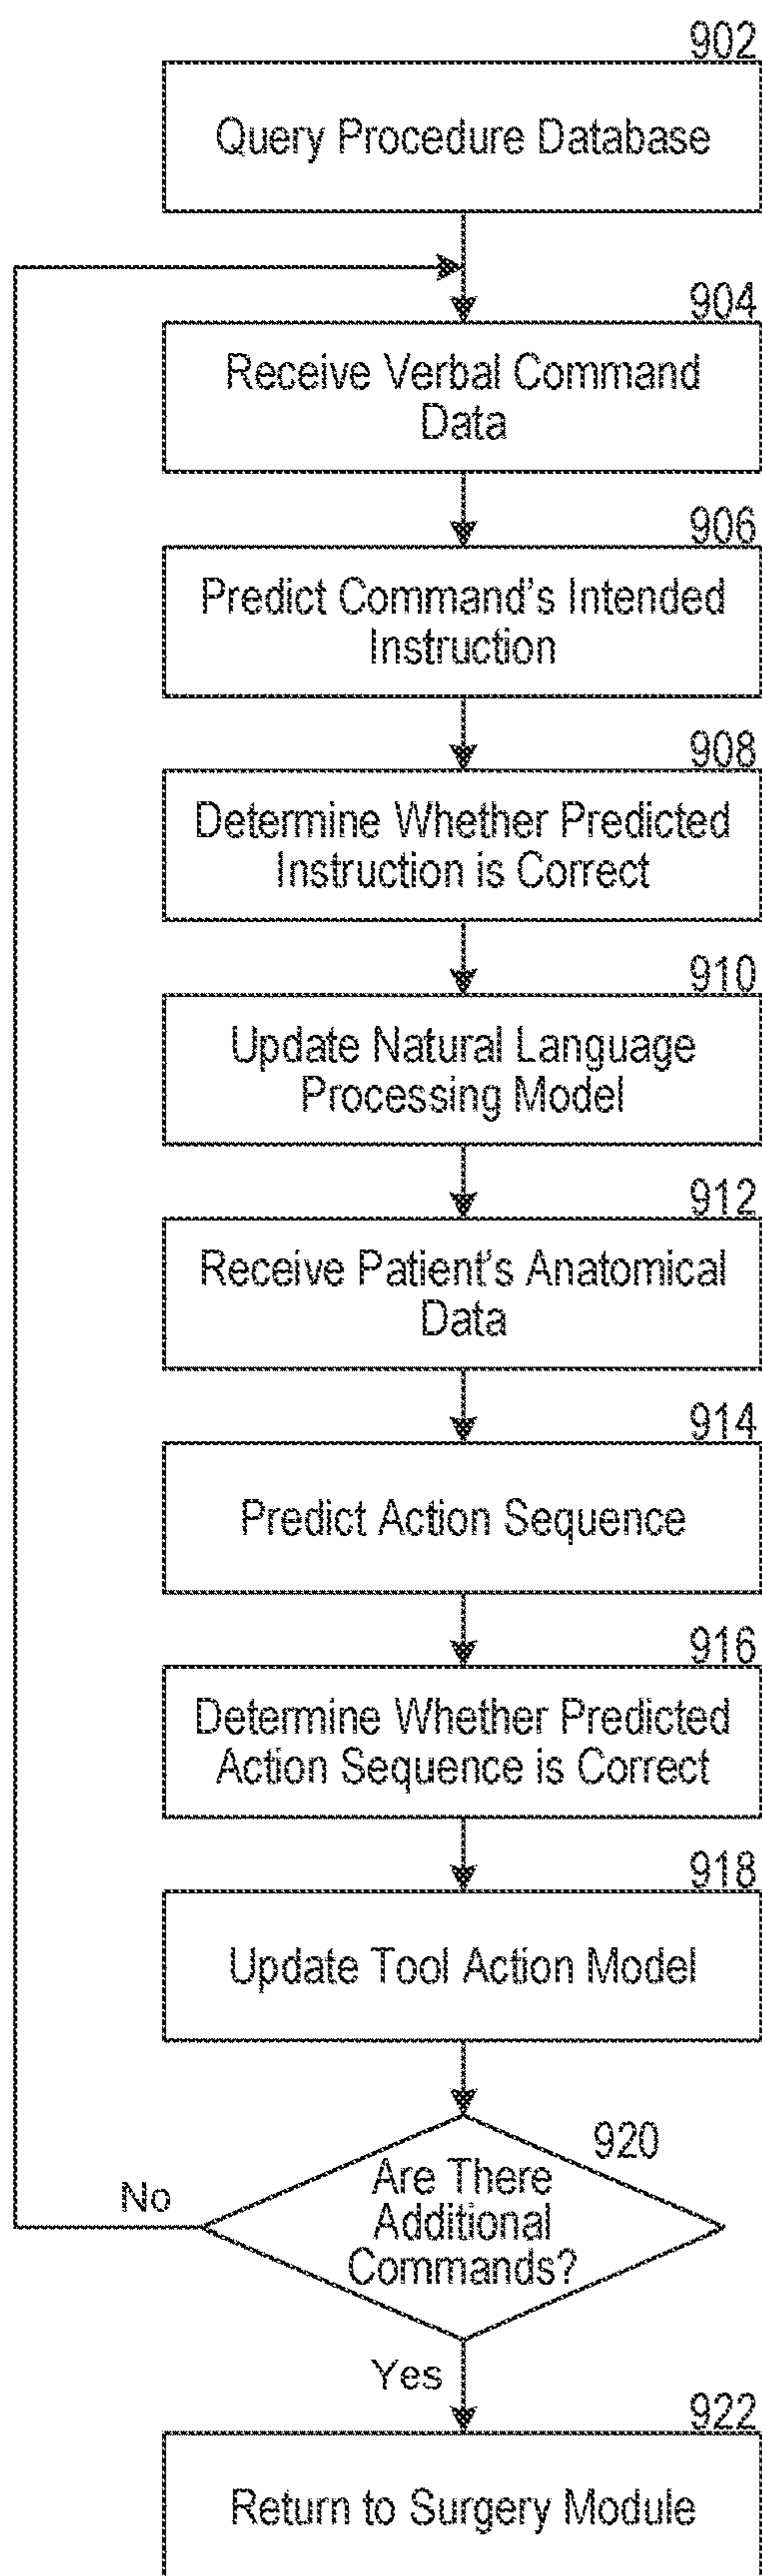 902
Query Procedure Database
904
Receive Verbal Command
Data
906
Predict Command's Intended
Instruction
908
Determine Whether Predicted
Instruction is Correct
910
Update Natural Language
Processing Model
912
Receive Patient's Anatomical
Data
914
Predict Action Sequence
916
Determine Whether Predicted
Action Sequence is Correct
918
Update Tool Action Model
920
Are There
Additional
Commands?
No
Yes
922
Return to Surgery Module